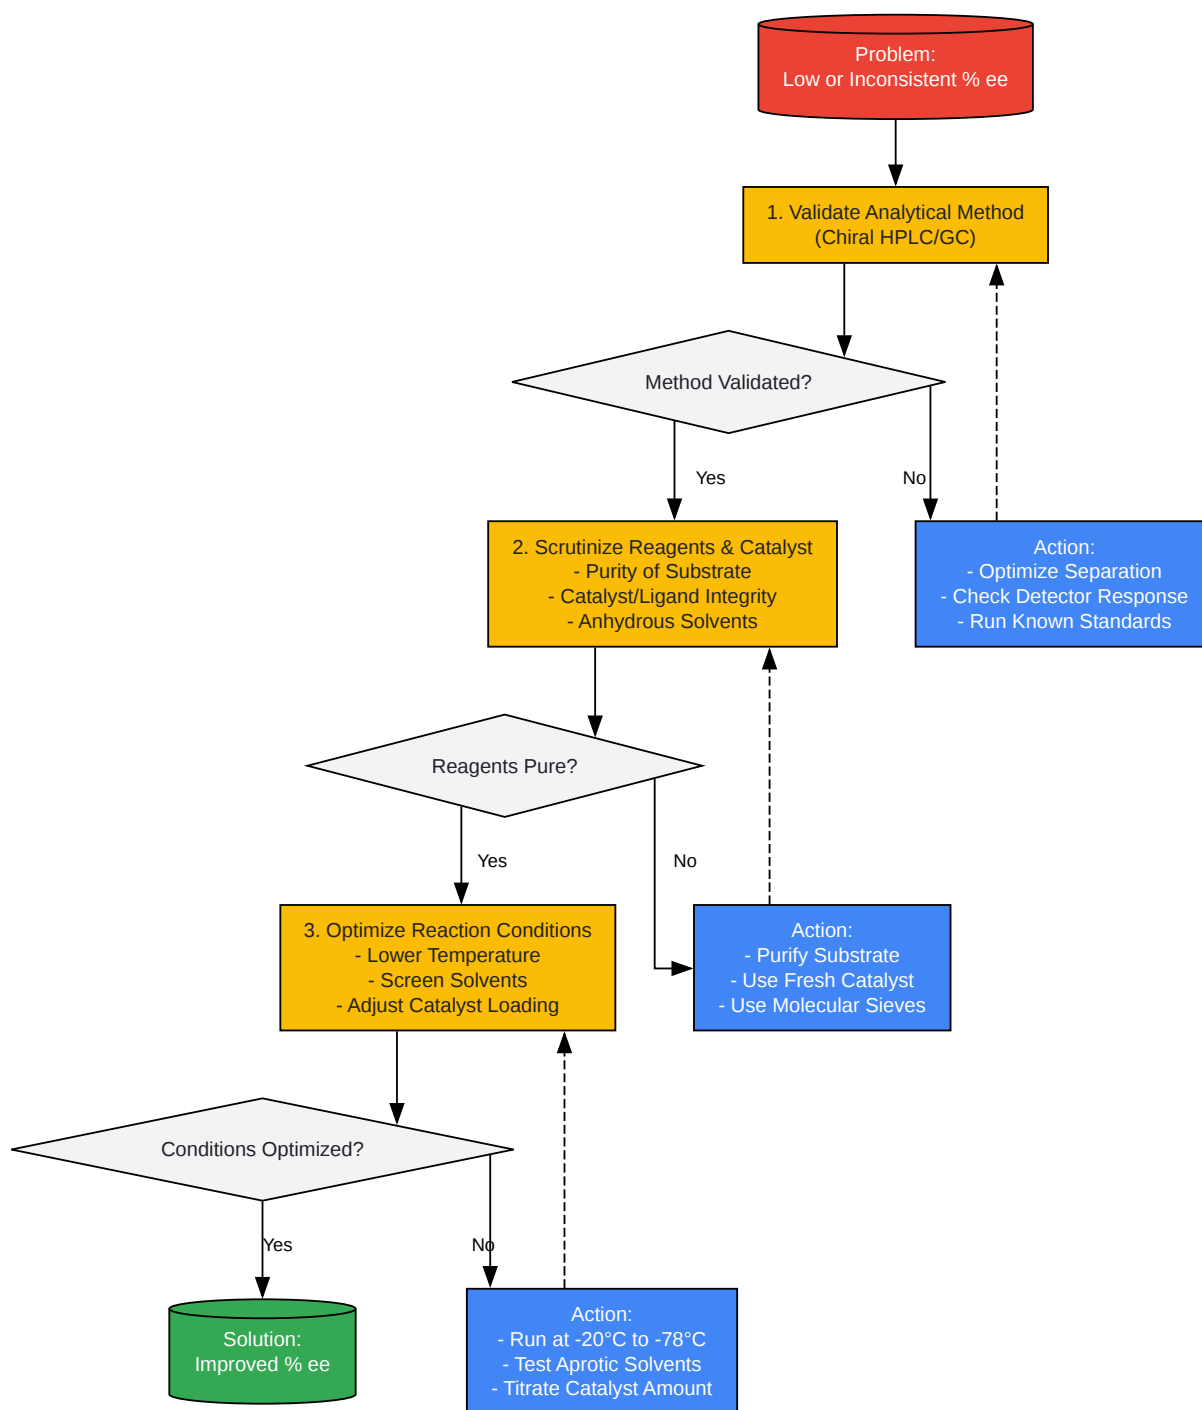 Problem:
Low or Inconsistent % ee
1. Validate Analytical Method
(Chiral HPLC/GC)
Method Validated?
Yes
No
2. Scrutinize Reagents & Catalyst
- Purity of Substrate
- Catalyst/Ligand Integrity
- Anhydrous Solvents
Action:
- Optimize Separation
- Check Detector Response
- Run Known Standards
Reagents Pure?
Yes
No
3. Optimize Reaction Conditions
- Lower Temperature
- Screen Solvents
- Adjust Catalyst Loading
Action:
- Purify Substrate
- Use Fresh Catalyst
- Use Molecular Sieves
Conditions Optimized?
Yes
No
Solution:
Improved % ee
Action:
- Run at -20°C to -78°C
- Test Aprotic Solvents
- Titrate Catalyst Amount